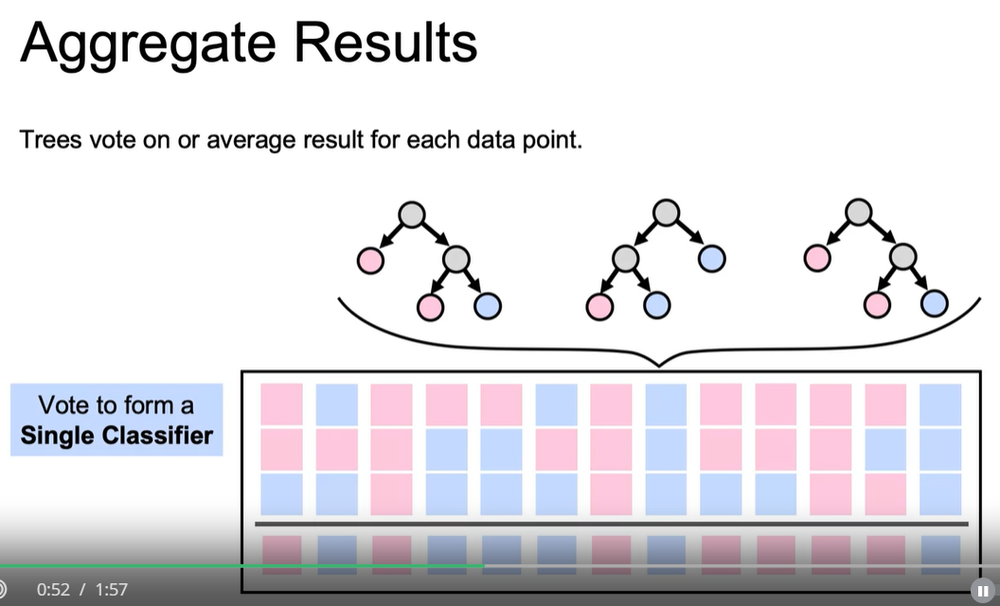 Aggregate Results
Trees vote on or average result for each data point.
Vote to form a
Single Classifier
0:52 / 1:57